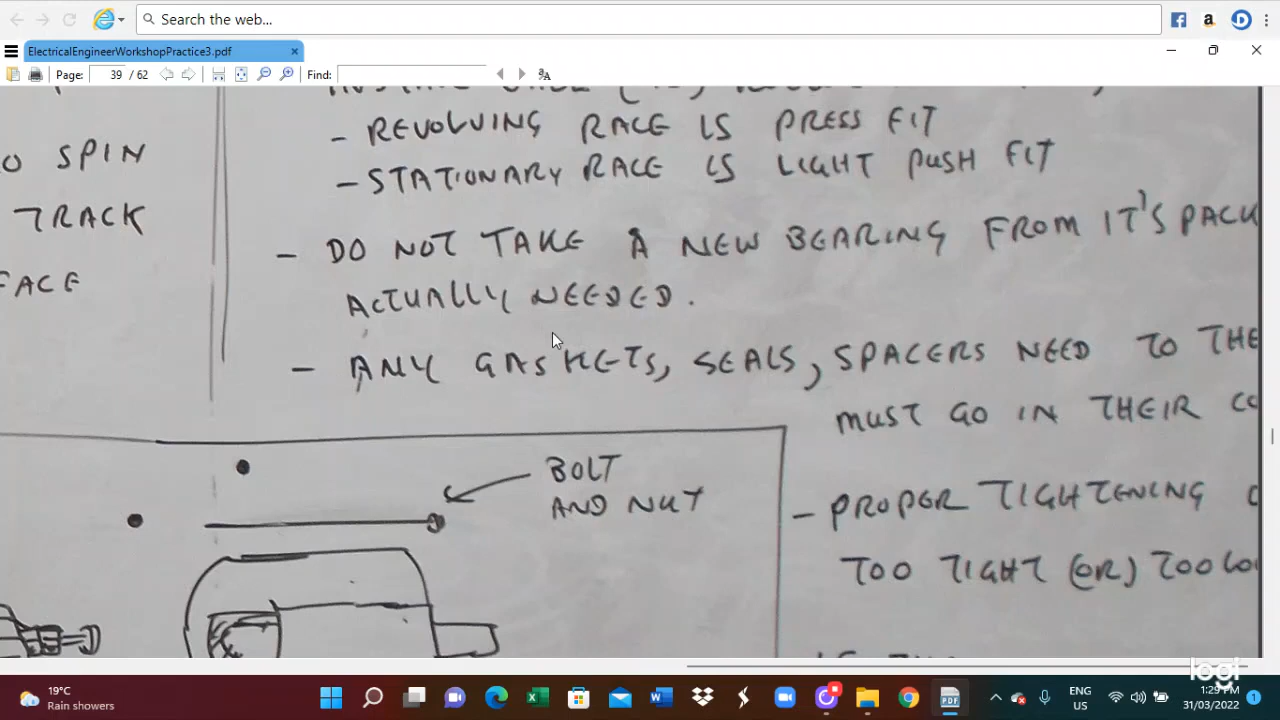 Search the web...
ElectricalEngineerWorkshopPractice3.pdf
Page: 39 / 62 Find:
- REVOLVING RACE IS PRESS FIT
- STATIONARY RACE IS LIGHT PUSH FIT
O SPIN
TRACK
FACE
- DO NOT TAKE A NEW BEARING FROM IT'S PACK
ACTUALLY NEEDED.
- ANY GASKETS, SEALS, SPACERS NEED TO THE
MUST GO IN THEIR CO
BOLT
AND NUT
- PROPER TIGHTENING
TOO TIGHT (OR) TOO LO
logi
19°C
Rain showers
ENG
US
1:29 PM
31/03/2022